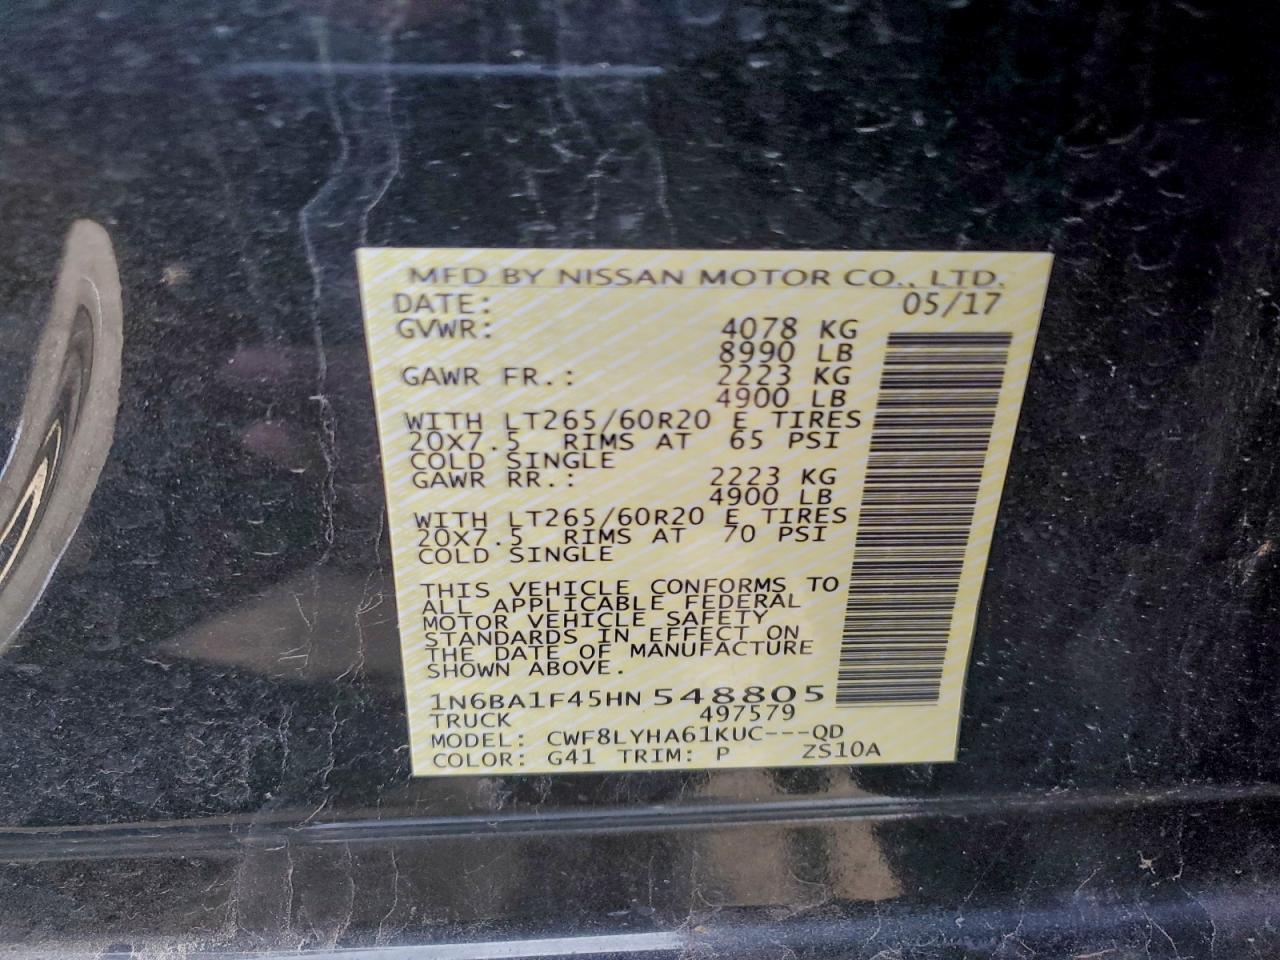 MFD BY NISSAN MOTOR CO., LTD.
DATE: 05/17
GVWR: 4078 KG
8990 LB
GAWR FR.: 2223 KG
4900 LB
WITH LT265/60R20 E TIRES
20X7.5 RIMS AT 65 PSI
COLD SINGLE
GAWR RR.: 2223 KG
4900 LB
WITH LT265/60R20 E TIRES
20X7.5 RIMS AT 70 PSI
COLD SINGLE
THIS VEHICLE CONFORMS TO
ALL APPLICABLE FEDERAL
MOTOR VEHICLE SAFETY
STANDARDS IN EFFECT ON
THE DATE OF MANUFACTURE
SHOWN ABOVE.
1N6BA1F45HN548805
TRUCK 497579
MODEL: CWF8LYHA61KUC---QD
COLOR: G41 TRIM: P ZS10A